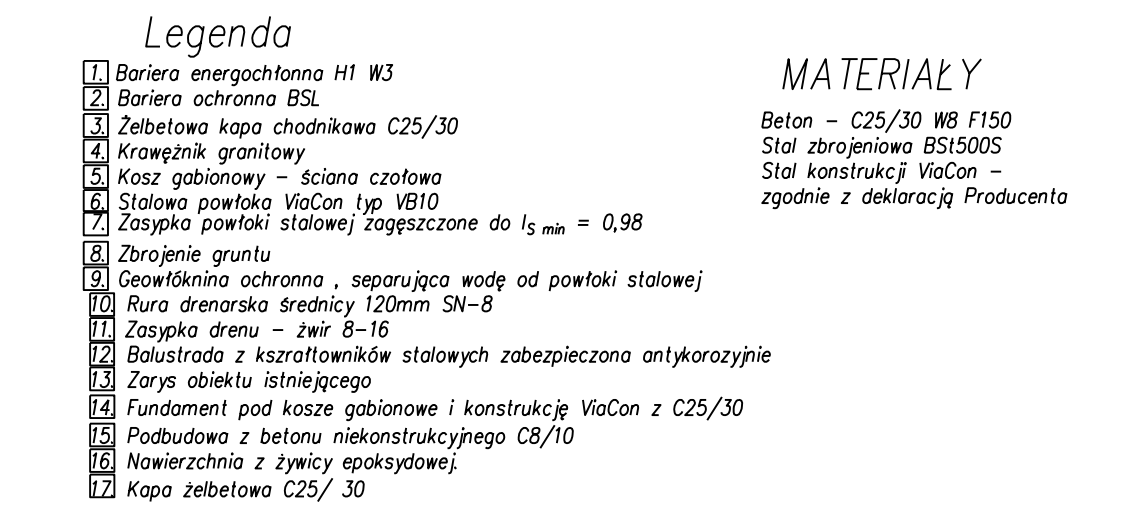 Legenda
1. Bariera energochłonna H1 W3
2. Bariera ochronna BSL
3. Żelbetowa kapa chodnikawa C25/30
4. Krawężnik granitowy
5. Kosz gabionowy – ściana czołowa
6. Stalowa powłoka ViaCon typ VB10
7. Zasypka powłoki stalowej zagęszczone do IS min = 0,98
8. Zbrojenie gruntu
9. Geowłóknina ochronna , separująca wodę od powłoki stalowej
10. Rura drenarska średnicy 120mm SN–8
11. Zasypka drenu – żwir 8–16
12. Balustrada z kszrałtowników stalowych zabezpieczona antykorozyjnie
13. Zarys obiektu istniejącego
14. Fundament pod kosze gabionowe i konstrukcję ViaCon z C25/30
15. Podbudowa z betonu niekonstrukcyjnego C8/10
16. Nawierzchnia z żywicy epoksydowej.
17. Kapa żelbetowa C25/ 30
MATERIAŁY
Beton – C25/30 W8 F150
Stal zbrojeniowa BSt500S
Stal konstrukcji ViaCon –
zgodnie z deklaracją Producenta